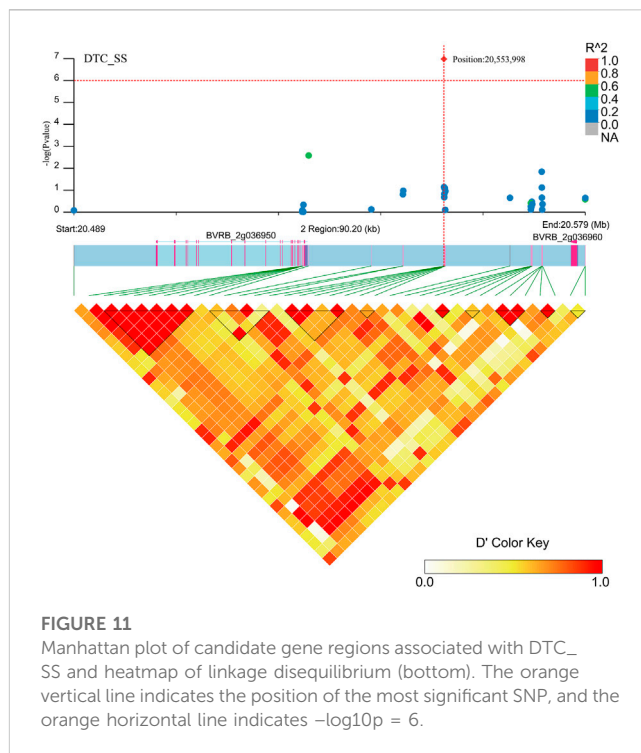 DTC_SS
Position:20,553,998
-log(Pvalue)
7
6
5
4
3
2
1
0
R^2
1.0
0.8
0.6
0.4
0.2
0.0
NA
Start:20.489
2 Region:90.20 (kb)
End:20.579 (Mb)
BVRB_2g036950
BVRB_2g036960
D' Color Key
0.0
1.0
FIGURE 11
Manhattan plot of candidate gene regions associated with DTC_
SS and heatmap of linkage disequilibrium (bottom). The orange
vertical line indicates the position of the most significant SNP, and the
orange horizontal line indicates –log10p = 6.